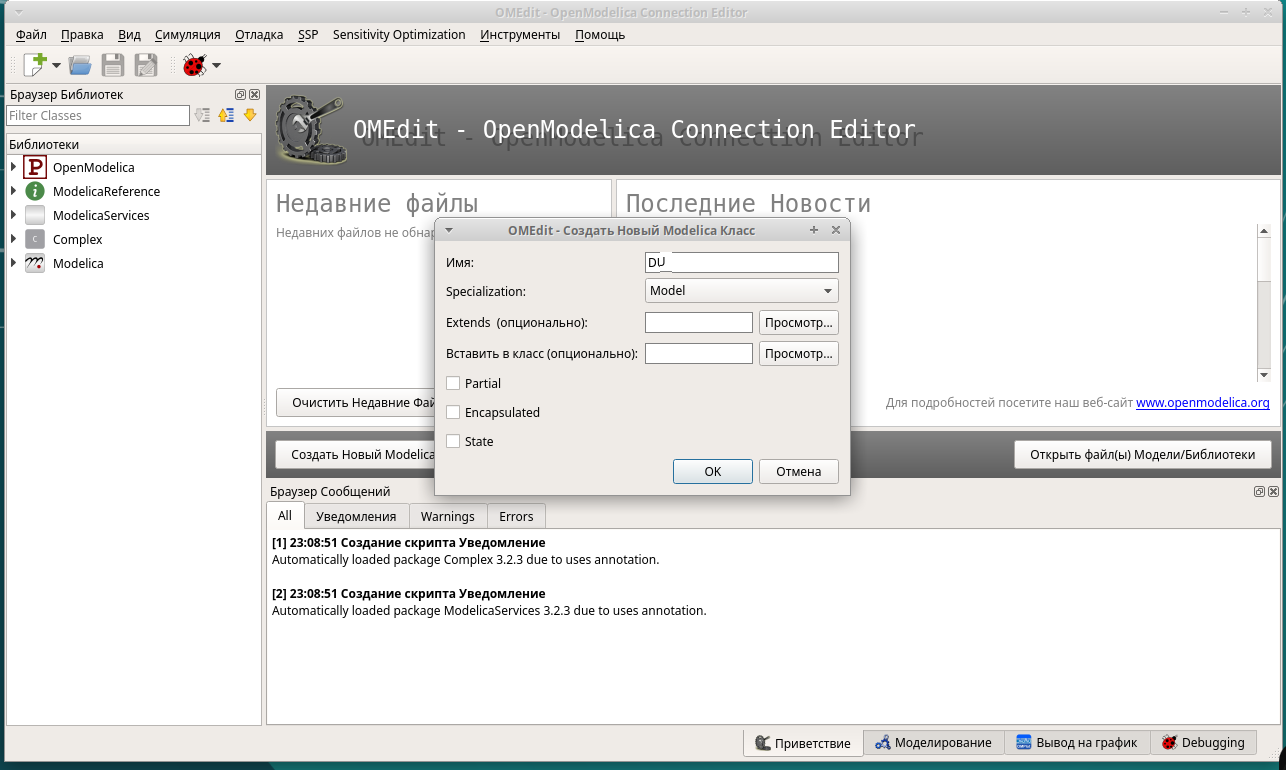 OMEdit - OpenModelica Connection Editor
Файл Правка Вид Симуляция Отладка SSP Sensitivity Optimization Инструменты Помощь
Браузер Библиотек
Filter Classes
Библиотеки
P OpenModelica
i ModelicaReference
ModelicaServices
C Complex
Modelica
OMEdit - OpenModelica Connection Editor
Недавние файлы
Последние Новости
Недавних файлов не обнар
OMEdit - Создать Новый Modelica Класс
Имя: DU
Specialization: Model
Extends (опционально): Просмотр...
Вставить в класс (опционально): Просмотр...
Partial
Encapsulated
State
OK Отмена
Очистить Недавние Фай
Для подробностей посетите наш веб-сайт www.openmodelica.org
Создать Новый Modelica
Открыть файл(ы) Модели/Библиотеки
Браузер Сообщений
All Уведомления Warnings Errors
[1] 23:08:51 Создание скрипта Уведомление
Automatically loaded package Complex 3.2.3 due to uses annotation.
[2] 23:08:51 Создание скрипта Уведомление
Automatically loaded package ModelicaServices 3.2.3 due to uses annotation.
Приветствие Моделирование Вывод на график Debugging